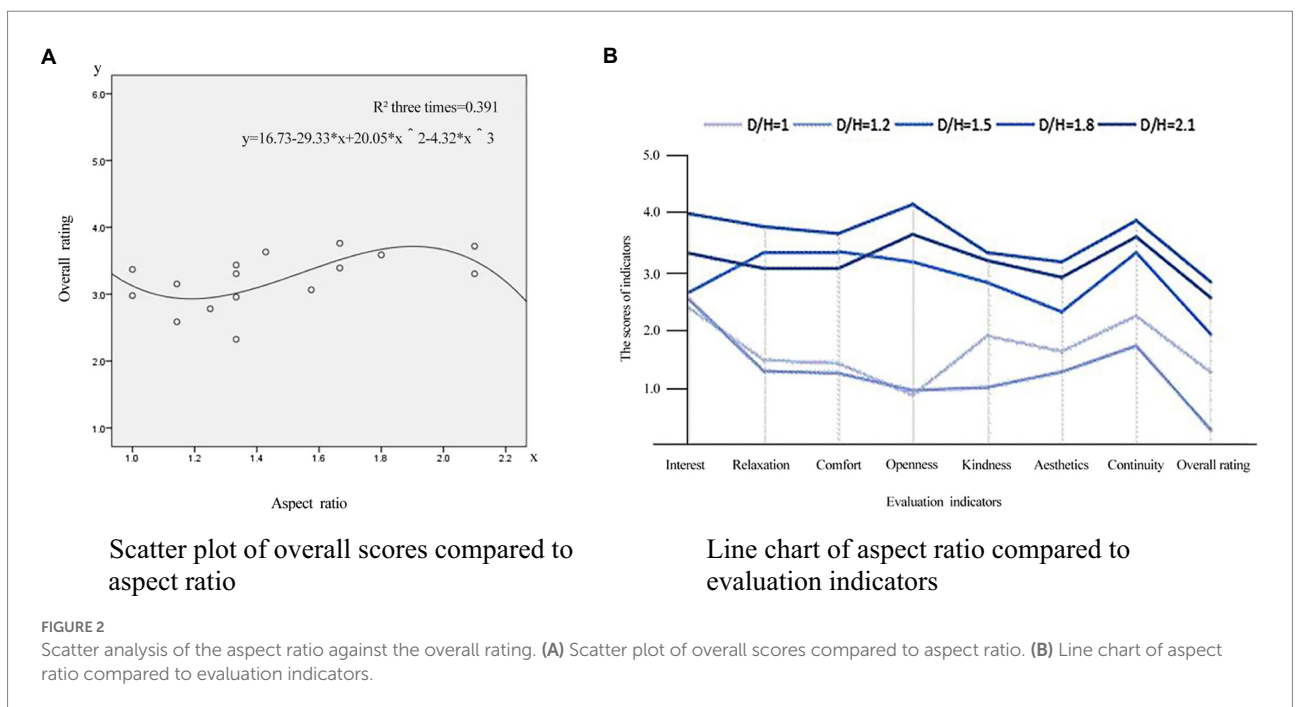 A
y
R² three times=0.391
y=16.73-29.33*x+20.05*x ^ 2-4.32*x ^ 3
6.0
5.0
4.0
3.0
2.0
1.0
Overall rating
1.0 1.2 1.4 1.6 1.8 2.0 2.2 x
Aspect ratio
Scatter plot of overall scores compared to
aspect ratio
B
D/H=1 D/H=1.2 D/H=1.5 D/H=1.8 D/H=2.1
5.0
4.0
3.0
2.0
1.0
The scores of indicators
Interest Relaxation Comfort Openness Kindness Aesthetics Continuity Overall rating
Evaluation indicators
Line chart of aspect ratio compared to
evaluation indicators
FIGURE 2
Scatter analysis of the aspect ratio against the overall rating. (A) Scatter plot of overall scores compared to aspect ratio. (B) Line chart of aspect
ratio compared to evaluation indicators.